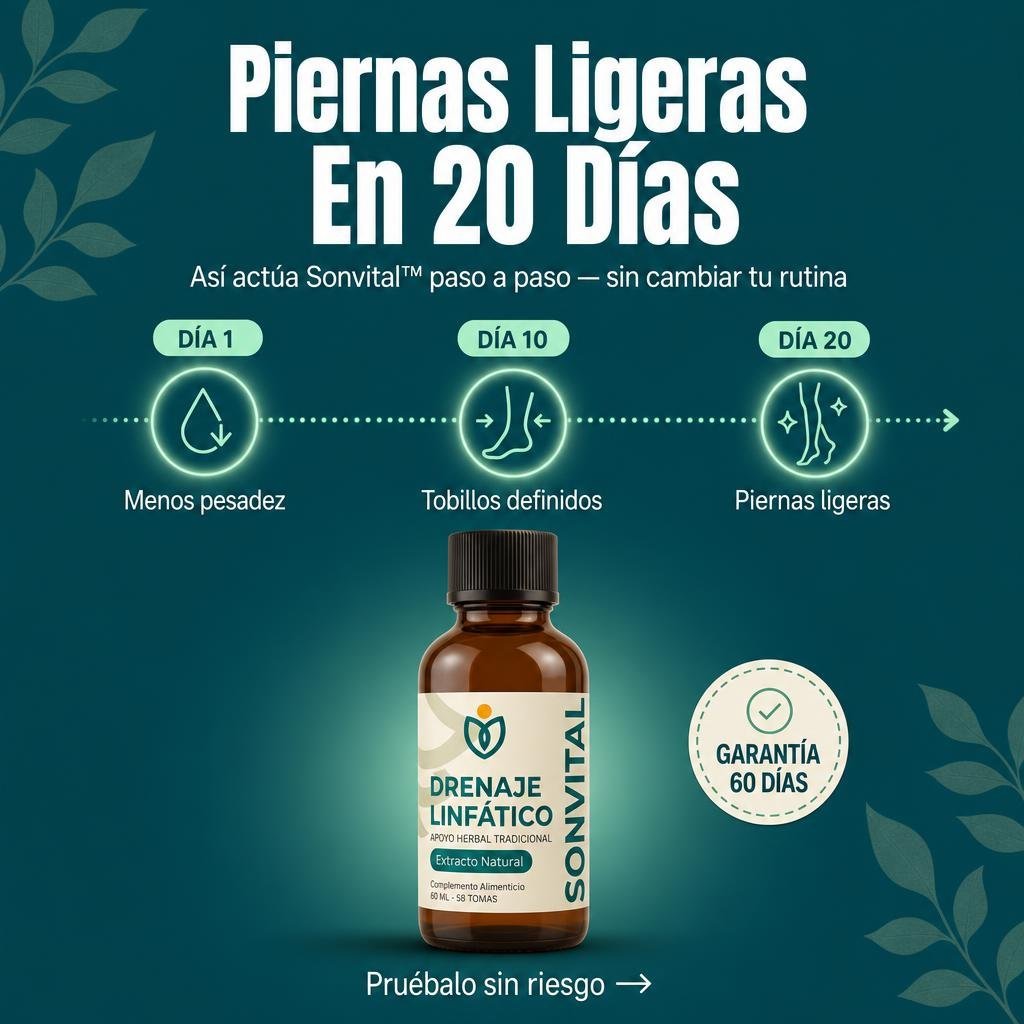 Piernas Ligeras
En 20 Días
Así actúa Sonvital™ paso a paso — sin cambiar tu rutina
DÍA 1
DÍA 10
DÍA 20
Menos pesadez
Tobillos definidos
Piernas ligeras
DRENAJE
LINFÁTICO
APOYO HERBAL TRADICIONAL
Extracto Natural
Complemento Alimenticio
60 ML - 58 TOMAS
SONVITAL
GARANTÍA
60 DÍAS
Pruébalo sin riesgo →